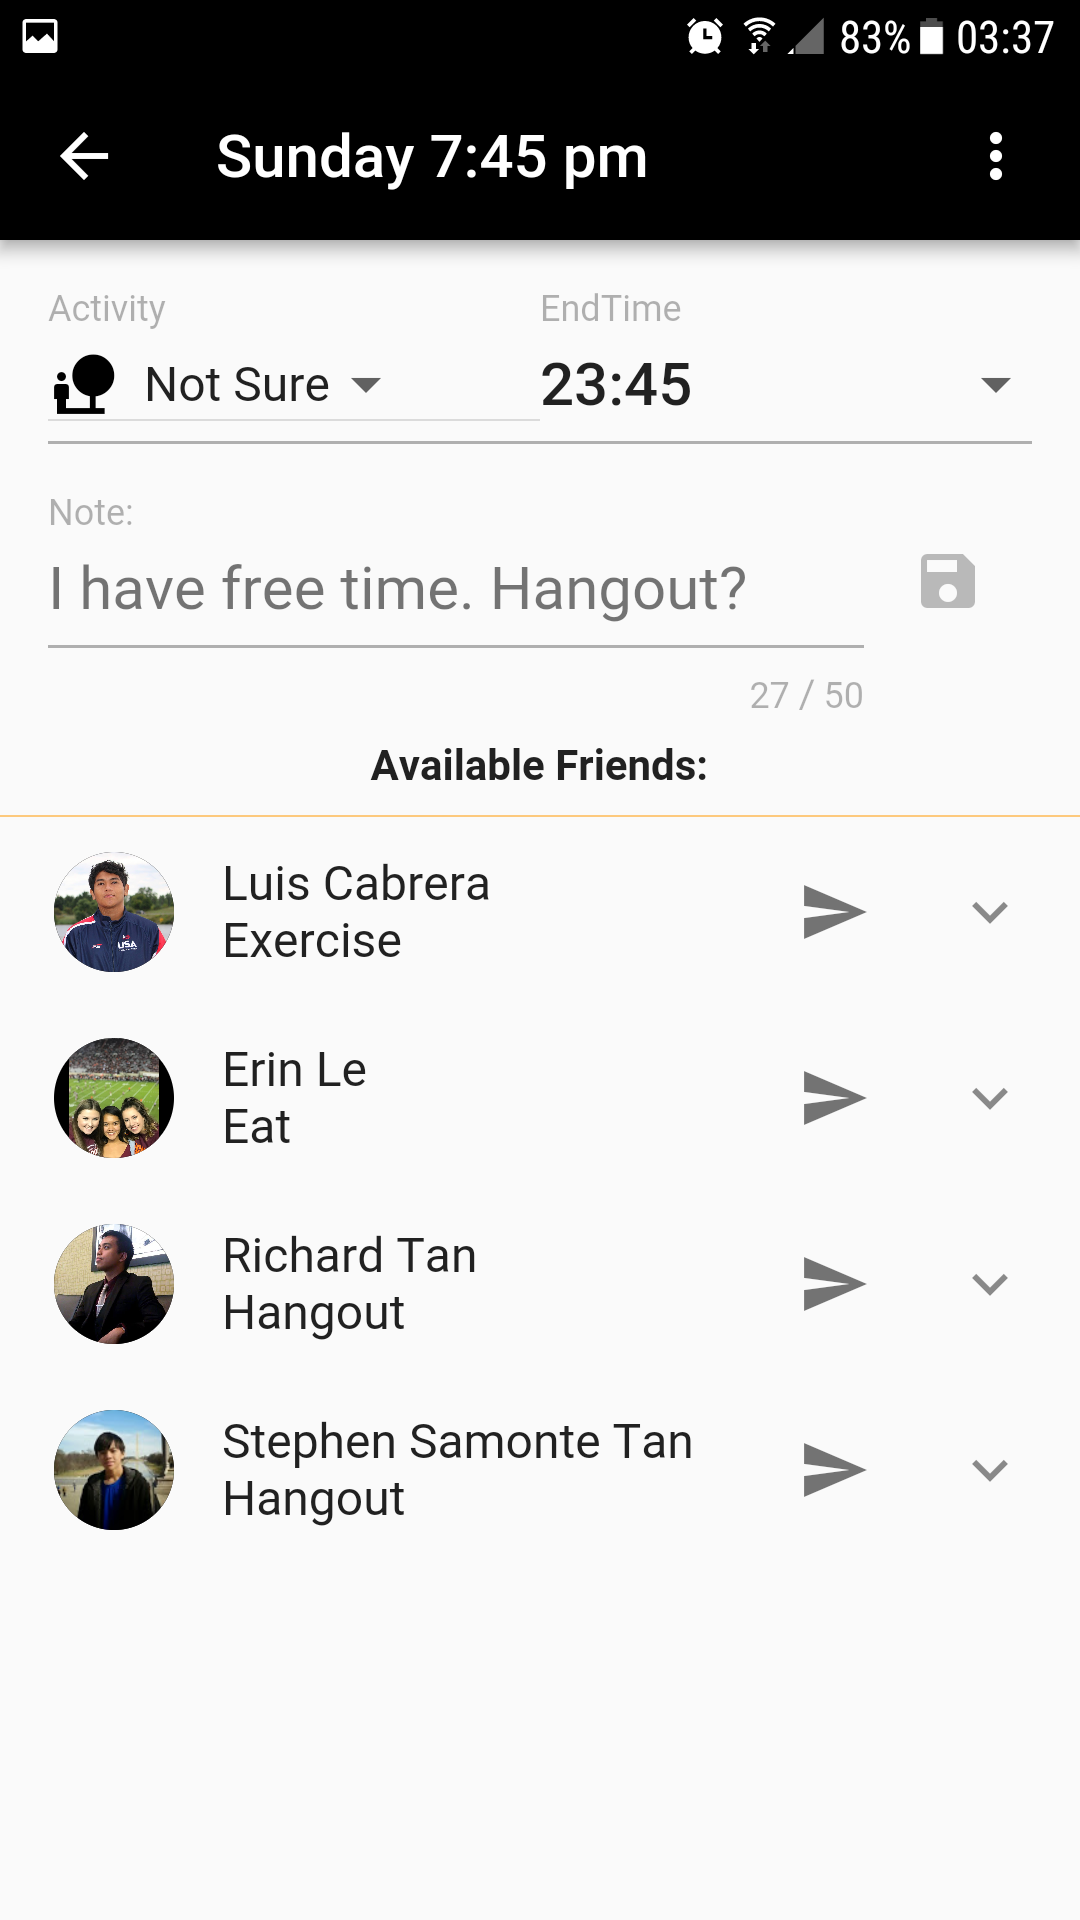 83% 03:37
Sunday 7:45 pm
Activity EndTime
Not Sure 23:45
Note:
I have free time. Hangout?
27 / 50
Available Friends:
Luis Cabrera
Exercise
USA
Erin Le
Eat
Richard Tan
Hangout
Stephen Samonte Tan
Hangout